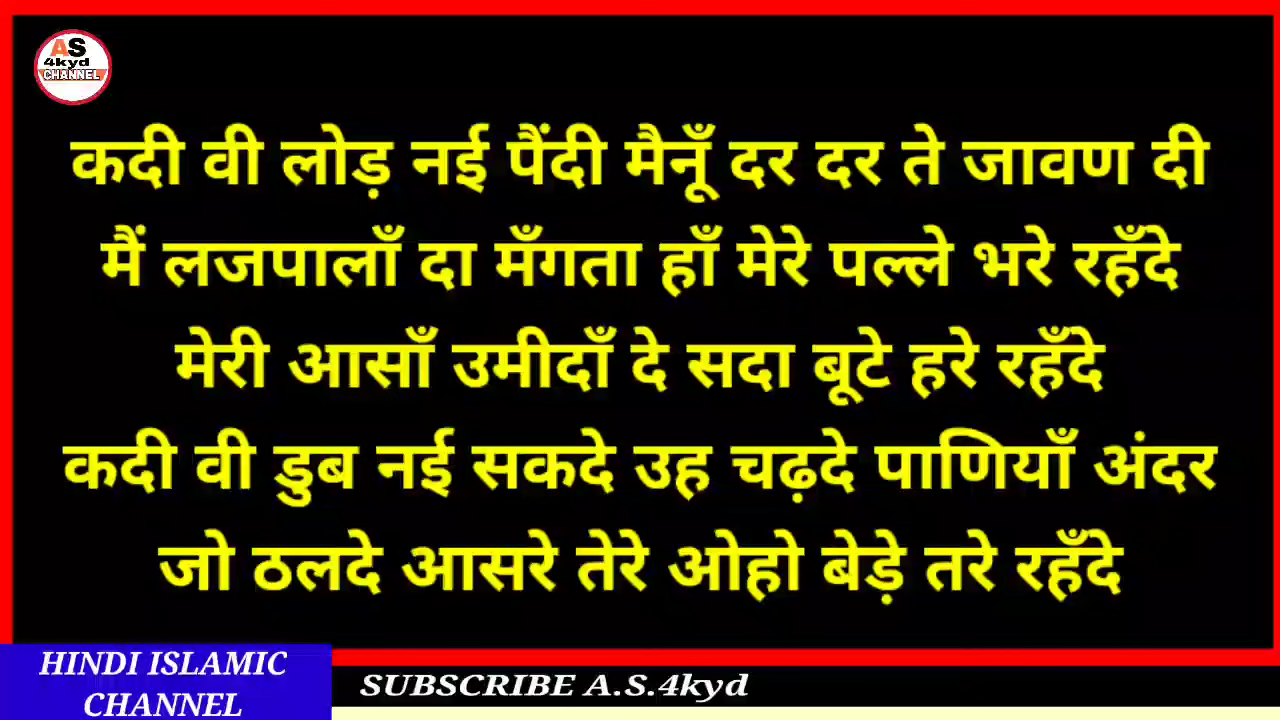 AS
4kyd
CHANNEL
कदी वी लोड़ नई पैंदी मैनूँ दर दर ते जावण दी
मैं लजपालाँ दा मँगता हाँ मेरे पल्ले भरे रहँदे
मेरी आसाँ उमीदाँ दे सदा बूटे हरे रहँदे
कदी वी डुब नई सकदे उह चढ़दे पाणियाँ अंदर
जो ठलदे आसरे तेरे ओहो बेड़े तरे रहँदे
HINDI ISLAMIC
CHANNEL
SUBSCRIBE A.S.4kyd